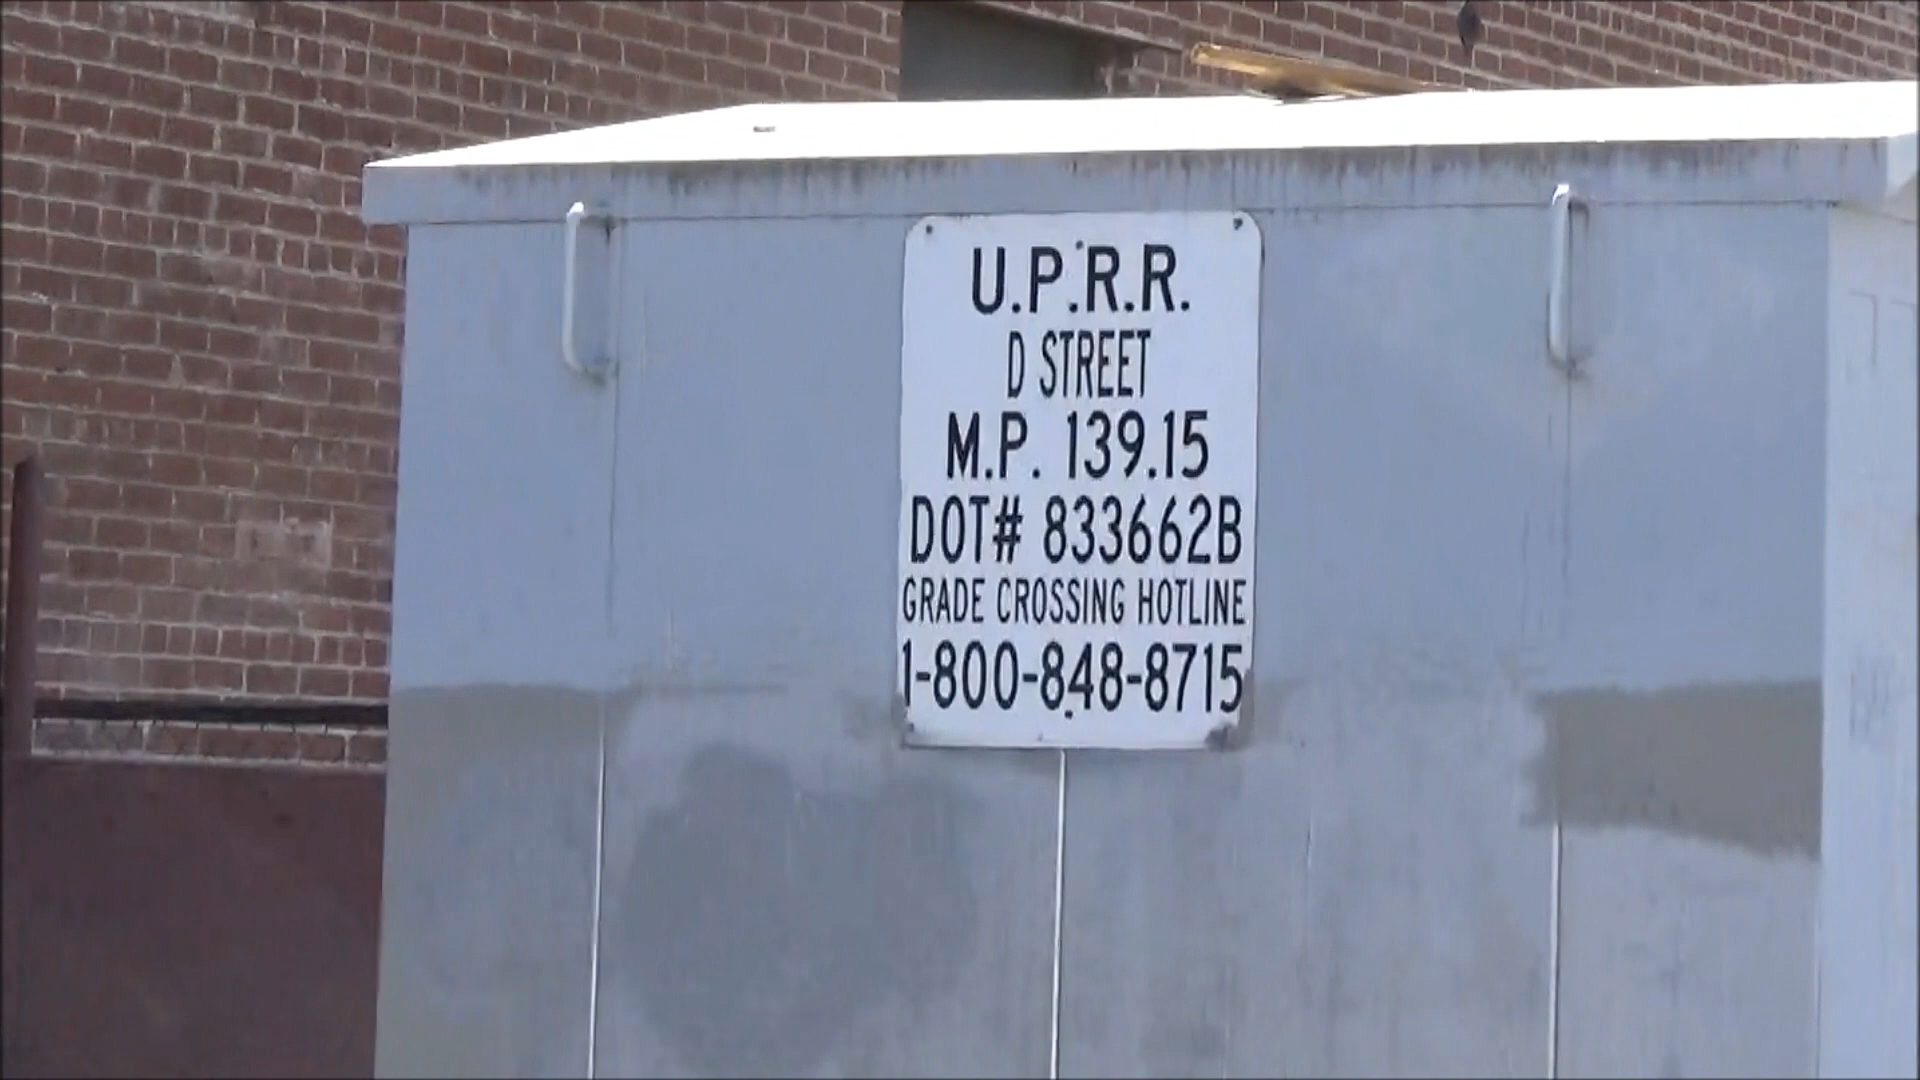 U.P.R.R.
D STREET
M.P. 139.15
DOT# 833662B
GRADE CROSSING HOTLINE
1-800-848-8715